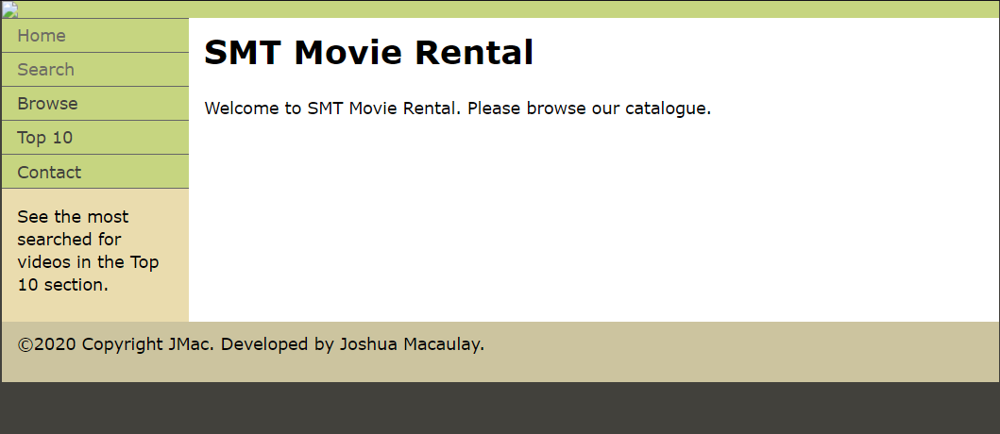 Home
Search
Browse
Top 10
Contact
See the most
searched for
videos in the Top
10 section.
SMT Movie Rental
Welcome to SMT Movie Rental. Please browse our catalogue.
©2020 Copyright JMac. Developed by Joshua Macaulay.